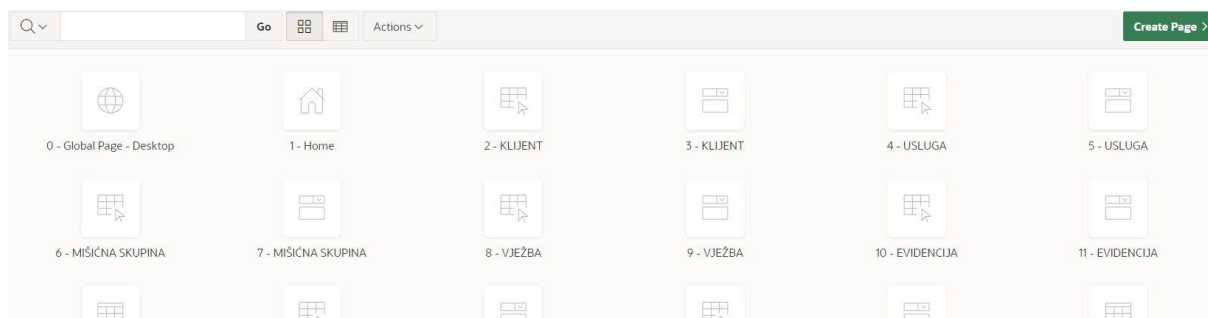 Go Actions Create Page
0 - Global Page - Desktop 1 - Home 2 - KLIJENT 3 - KLIJENT 4 - USLUGA 5 - USLUGA
6 - MIŠIĆNA SKUPINA 7 - MIŠIĆNA SKUPINA 8 - VJEŽBA 9 - VJEŽBA 10 - EVIDENCIJA 11 - EVIDENCIJA